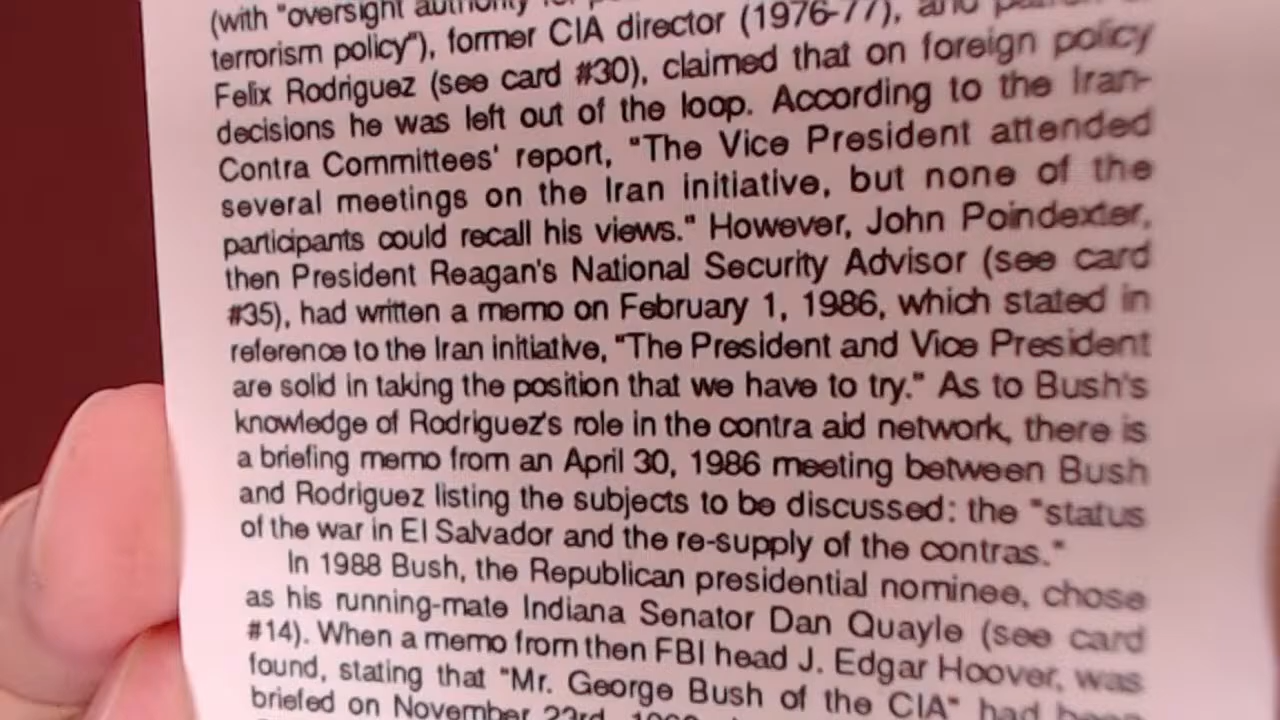 (with "oversight authority
terrorism policy"), former CIA director (1976-77), and
Felix Rodriguez (see card #30), claimed that on foreign policy
decisions he was left out of the loop. According to the Iran-
Contra Committees' report, "The Vice President attended
several meetings on the Iran initiative, but none of the
participants could recall his views." However, John Poindexter,
then President Reagan's National Security Advisor (see card
#35), had written a memo on February 1, 1986, which stated in
reference to the Iran initiative, "The President and Vice President
are solid in taking the position that we have to try." As to Bush's
knowledge of Rodriguez's role in the contra aid network, there is
a briefing memo from an April 30, 1986 meeting between Bush
and Rodriguez listing the subjects to be discussed: the "status
of the war in El Salvador and the re-supply of the contras."
In 1988 Bush, the Republican presidential nominee, chose
as his running-mate Indiana Senator Dan Quayle (see card
#14). When a memo from then FBI head J. Edgar Hoover, was
found, stating that "Mr. George Bush of the CIA" had been
briefed on November 23rd,